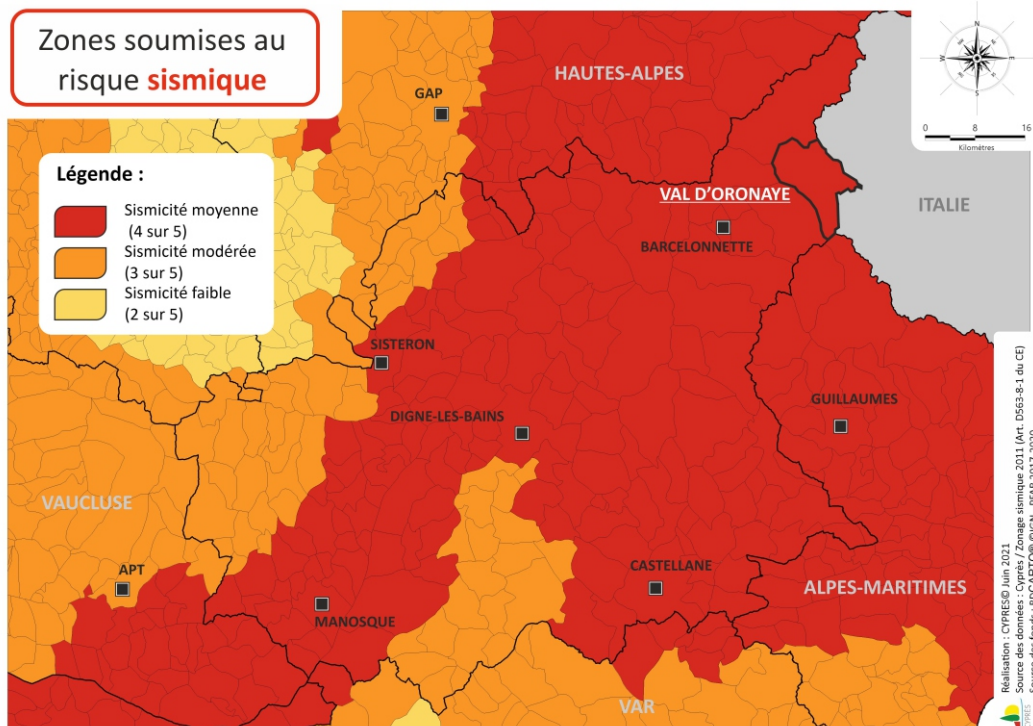 Zones soumises au
risque sismique
Légende :
Sismicité moyenne
(4 sur 5)
Sismicité modérée
(3 sur 5)
Sismicité faible
(2 sur 5)
HAUTES-ALPES
GAP
N
E
S
W
0 8 16
Kilomètres
VAL D'ORONAYE
ITALIE
BARCELONNETTE
SISTERON
GUILLAUMES
DIGNE-LES-BAINS
VAUCLUSE
APT
CASTELLANE
ALPES-MARITIMES
MANOSQUE
VAR
Réalisation : CYPRES© Juin 2021
Source des données : Cyprès / Zonage sismique 2011 (Art. D563-8-1 du CE)